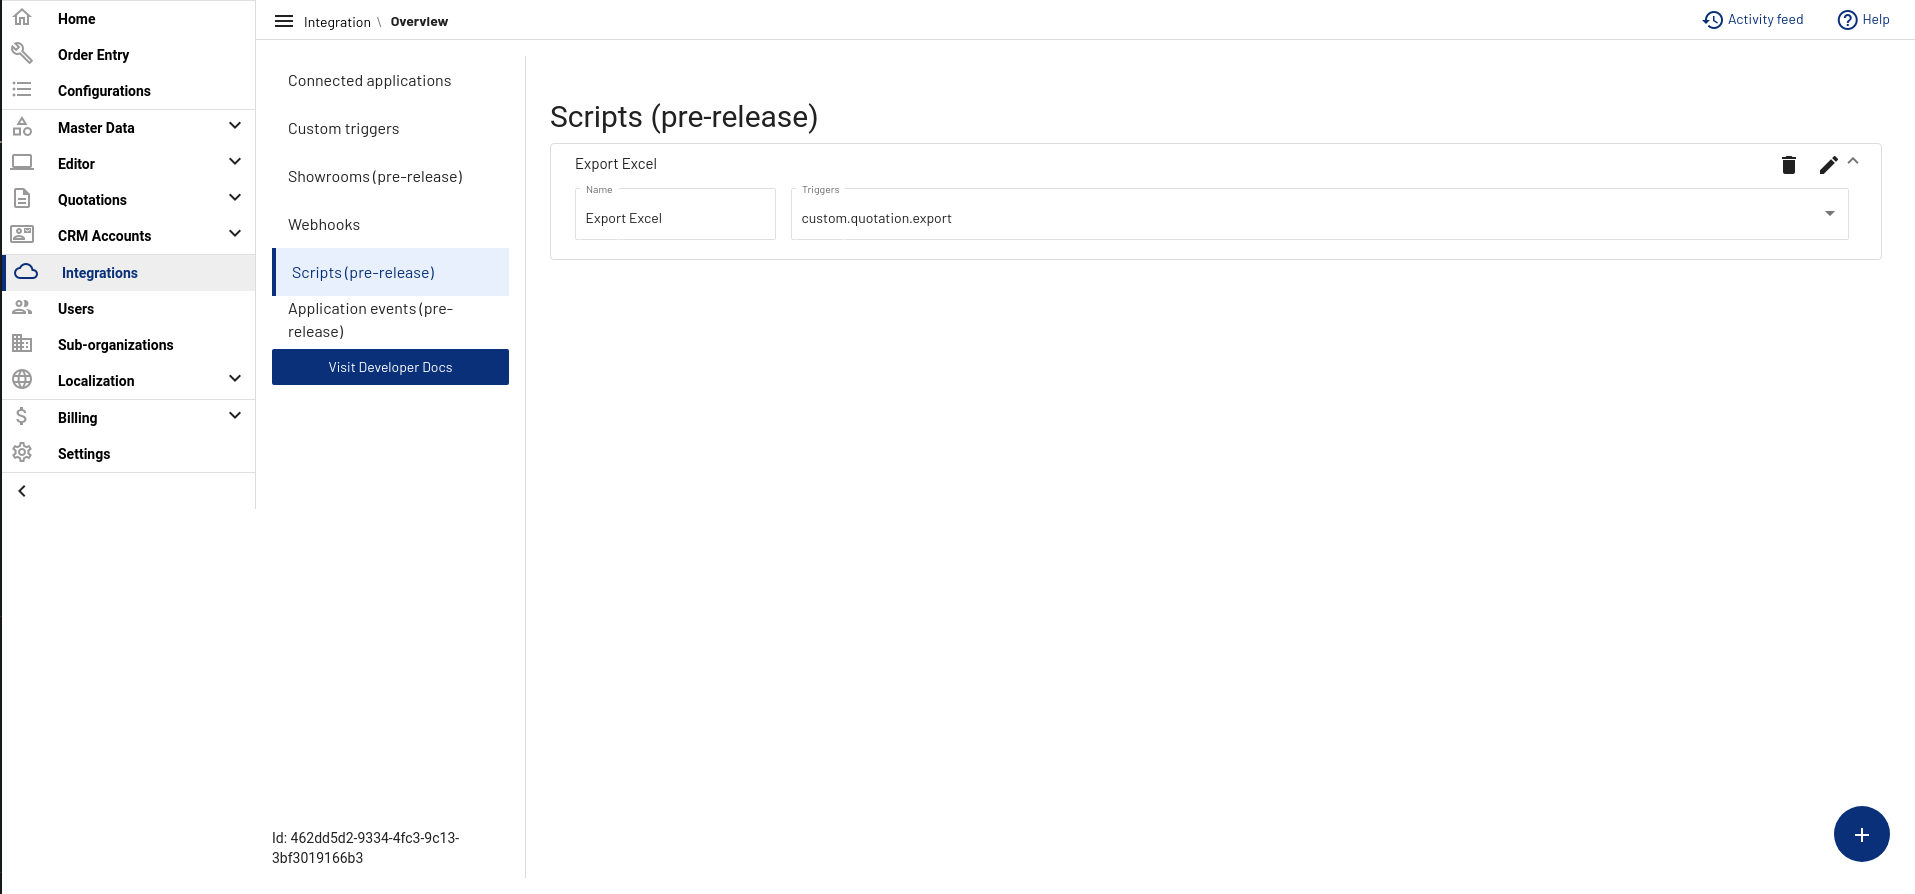 Home
Order Entry
Configurations
Master Data
Editor
Quotations
CRM Accounts
Integrations
Users
Sub-organizations
Localization
Billing
Settings
Integration \ Overview
Activity feed
Help
Connected applications
Custom triggers
Showrooms (pre-release)
Webhooks
Scripts (pre-release)
Application events (pre-
release)
Visit Developer Docs
Id: 462dd5d2-9334-4fc3-9c13-
3bf3019166b3
Scripts (pre-release)
Export Excel
Name
Export Excel
Triggers
custom.quotation.export